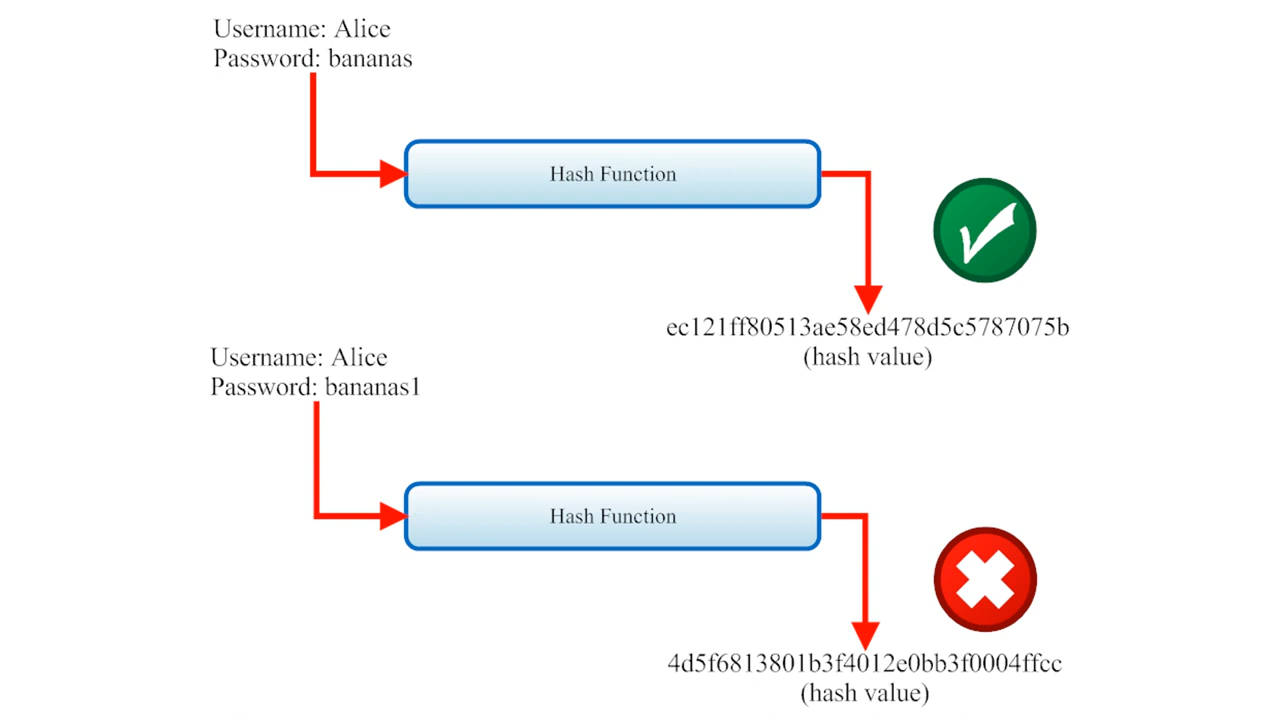 Username: Alice
Password: bananas
Hash Function
ec121ff80513ae58ed478d5c5787075b
(hash value)
Username: Alice
Password: bananas1
Hash Function
4d5f6813801b3f4012e0bb3f0004ffcc
(hash value)